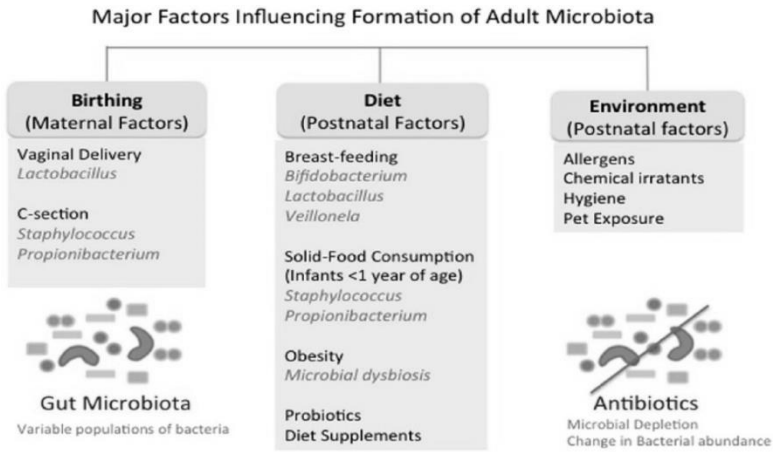 Major Factors Influencing Formation of Adult Microbiota
Birthing
(Maternal Factors)
Vaginal Delivery
Lactobacillus
C-section
Staphylococcus
Propionibacterium
Gut Microbiota
Variable populations of bacteria
Diet
(Postnatal Factors)
Breast-feeding
Bifidobacterium
Lactobacillus
Veillonela
Solid-Food Consumption
(Infants <1 year of age)
Staphylococcus
Propionibacterium
Obesity
Microbial dysbiosis
Probiotics
Diet Supplements
Environment
(Postnatal factors)
Allergens
Chemical irratants
Hygiene
Pet Exposure
Antibiotics
Microbial Depletion
Change in Bacterial abundance